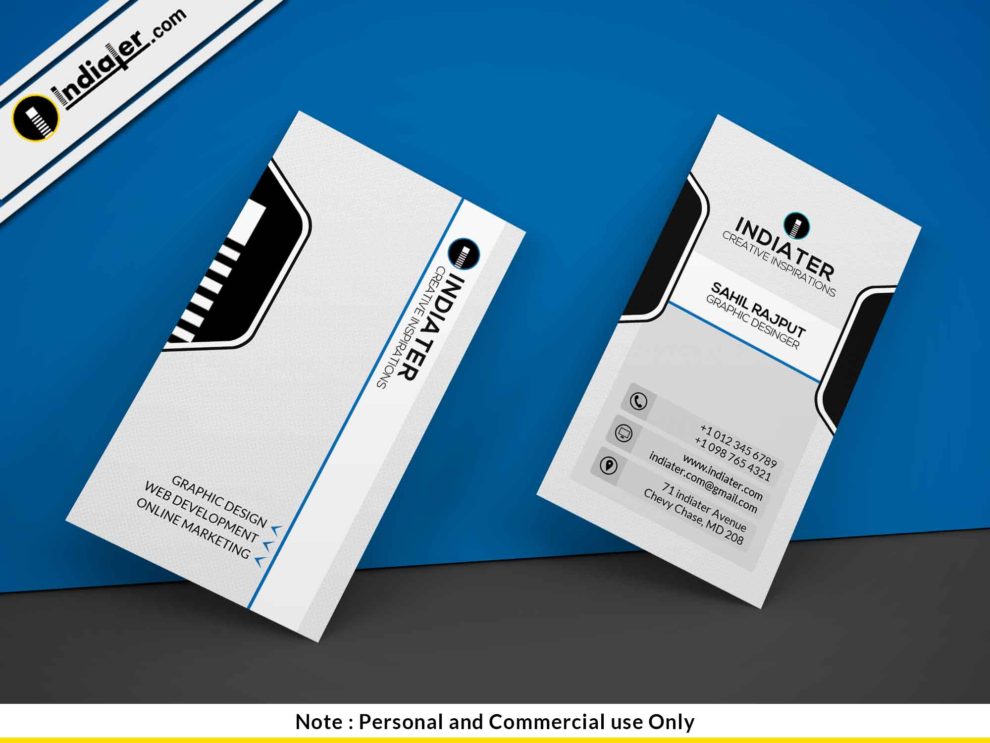 indiater.com
INDIATER
CREATIVE INSPIRATIONS
GRAPHIC DESIGN
WEB DEVELOPMENT
ONLINE MARKETING
INDIATER
CREATIVE INSPIRATIONS
SAHIL RAJPUT
GRAPHIC DESINGER
+1 012 345 6789
+1 098 765 4321
www.indiater.com
indiater.com@gmail.com
71 indiater Avenue
Chevy Chase, MD 208
Note : Personal and Commercial use Only